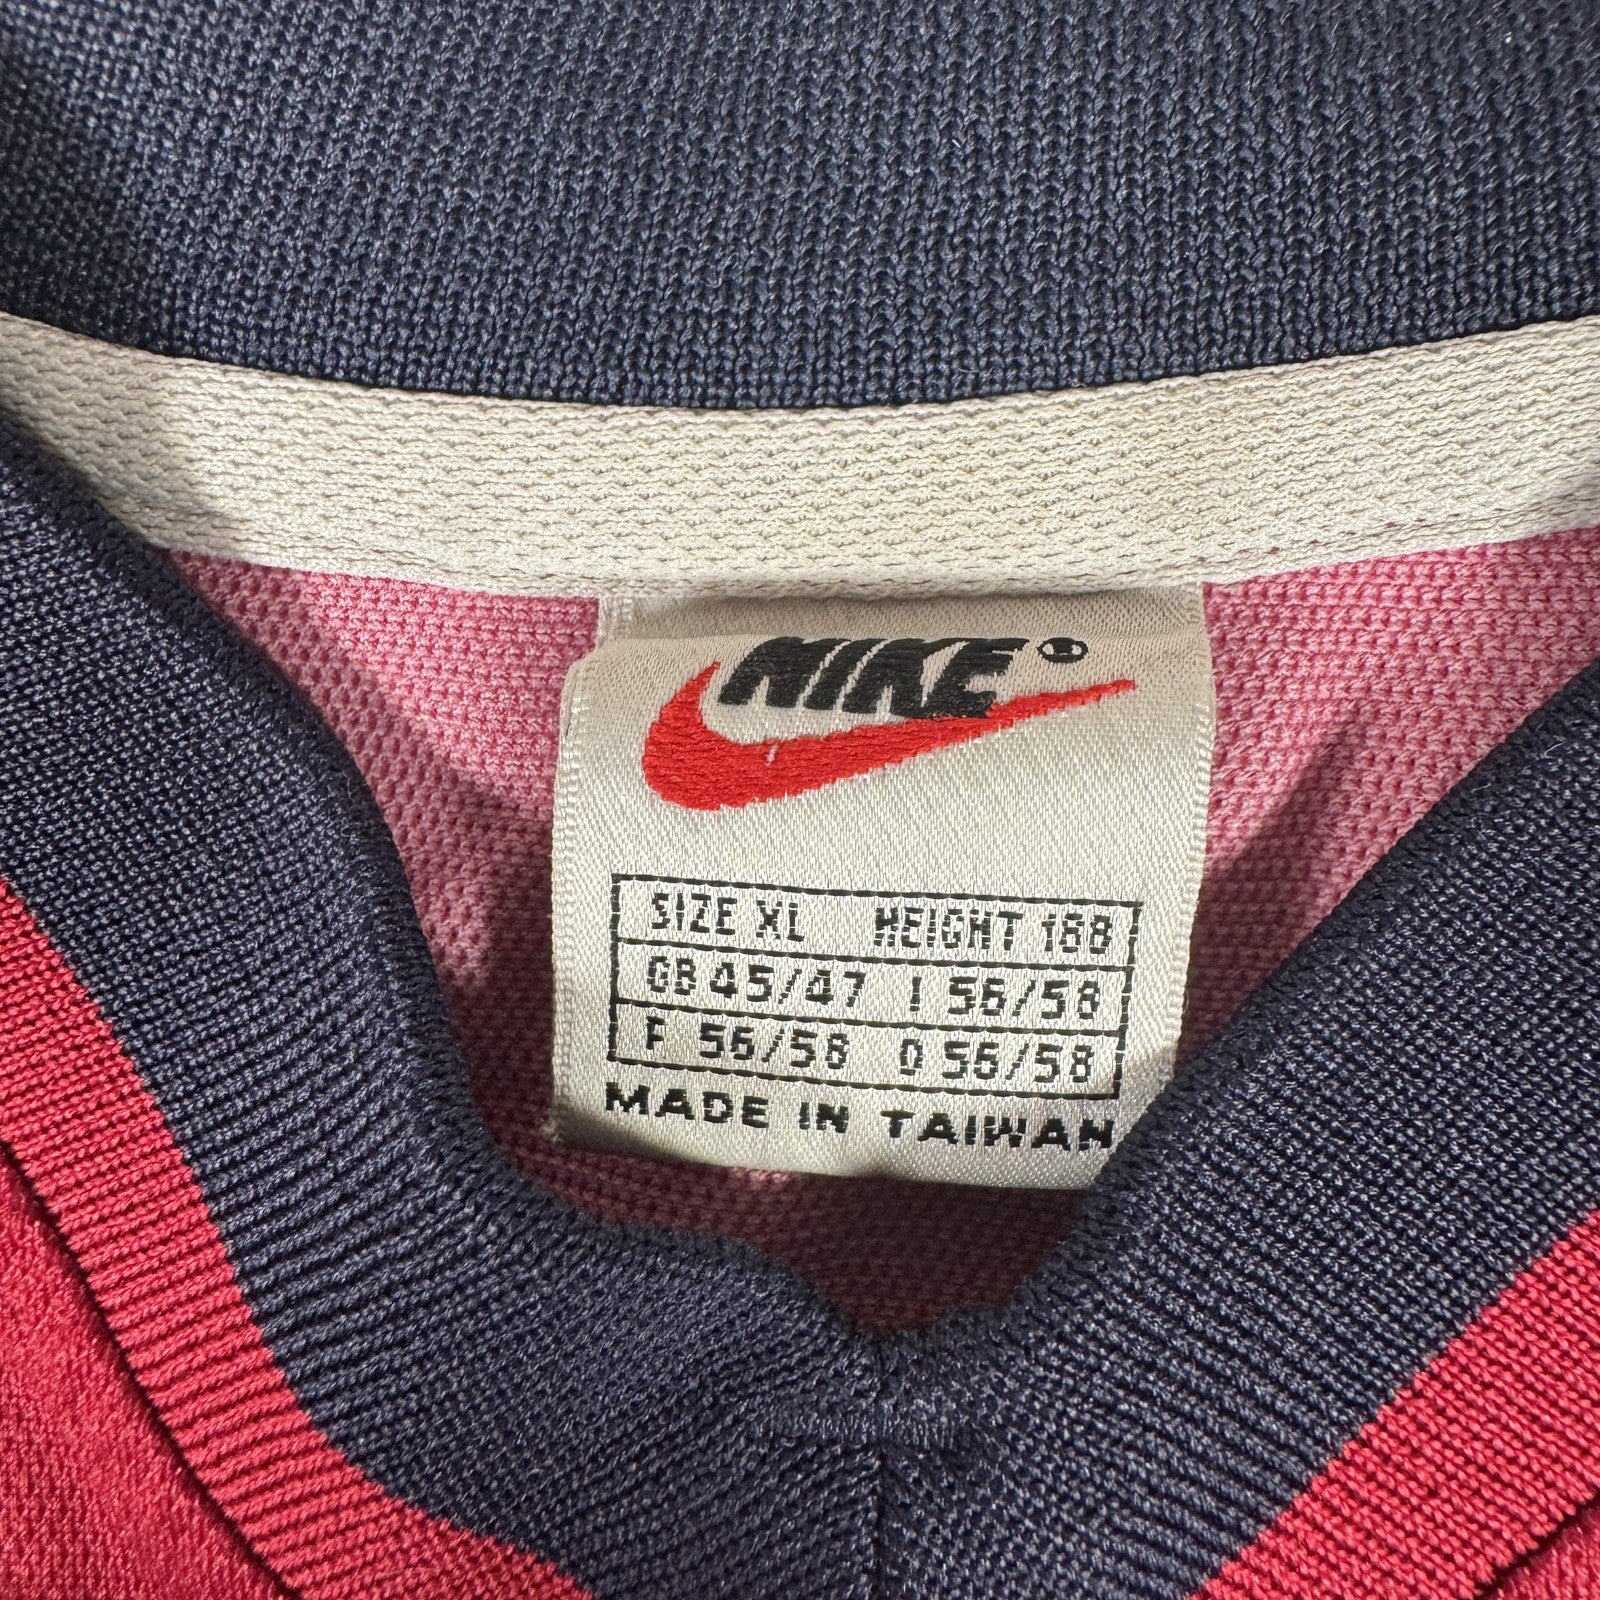 NIKE®
SIZE XL HEIGHT 188
GB 45/47 I 56/58
F 56/58 D 56/58
MADE IN TAIWAN